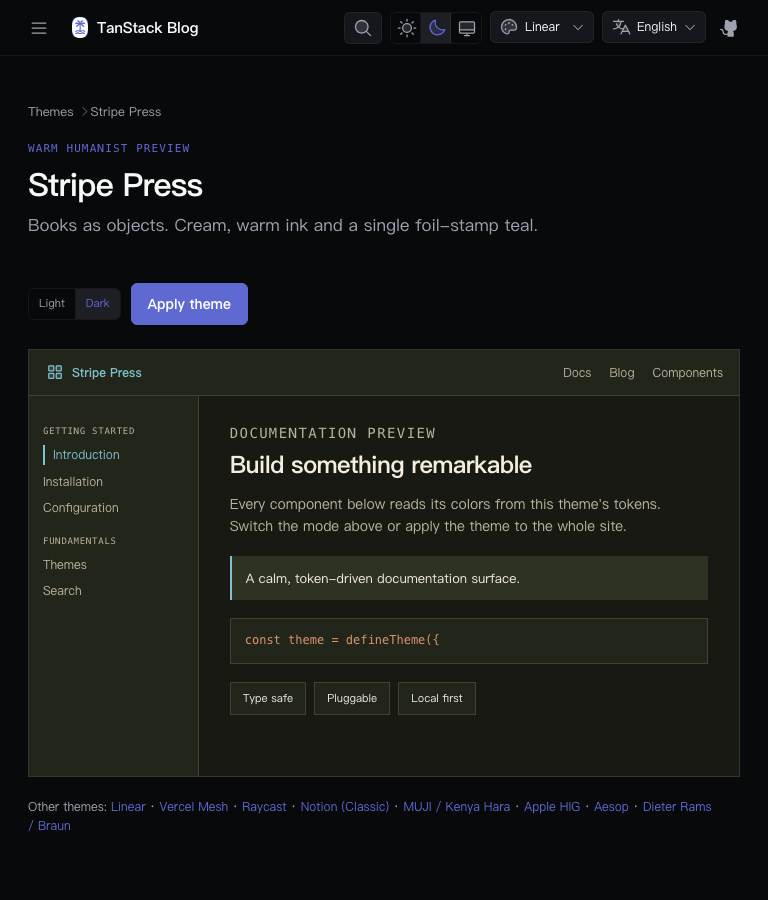 TanStack Blog
Linear
English
Themes
Stripe Press
WARM HUMANIST PREVIEW
Stripe Press
Books as objects. Cream, warm ink and a single foil-stamp teal.
Light
Dark
Apply theme
Stripe Press
Docs
Blog
Components
GETTING STARTED
Introduction
Installation
Configuration
FUNDAMENTALS
Themes
Search
DOCUMENTATION PREVIEW
Build something remarkable
Every component below reads its colors from this theme's tokens.
Switch the mode above or apply the theme to the whole site.
A calm, token-driven documentation surface.
const theme = defineTheme({
Type safe
Pluggable
Local first
Other themes: Linear · Vercel Mesh · Raycast · Notion (Classic) · MUJI / Kenya Hara · Apple HIG · Aesop · Dieter Rams
/ Braun